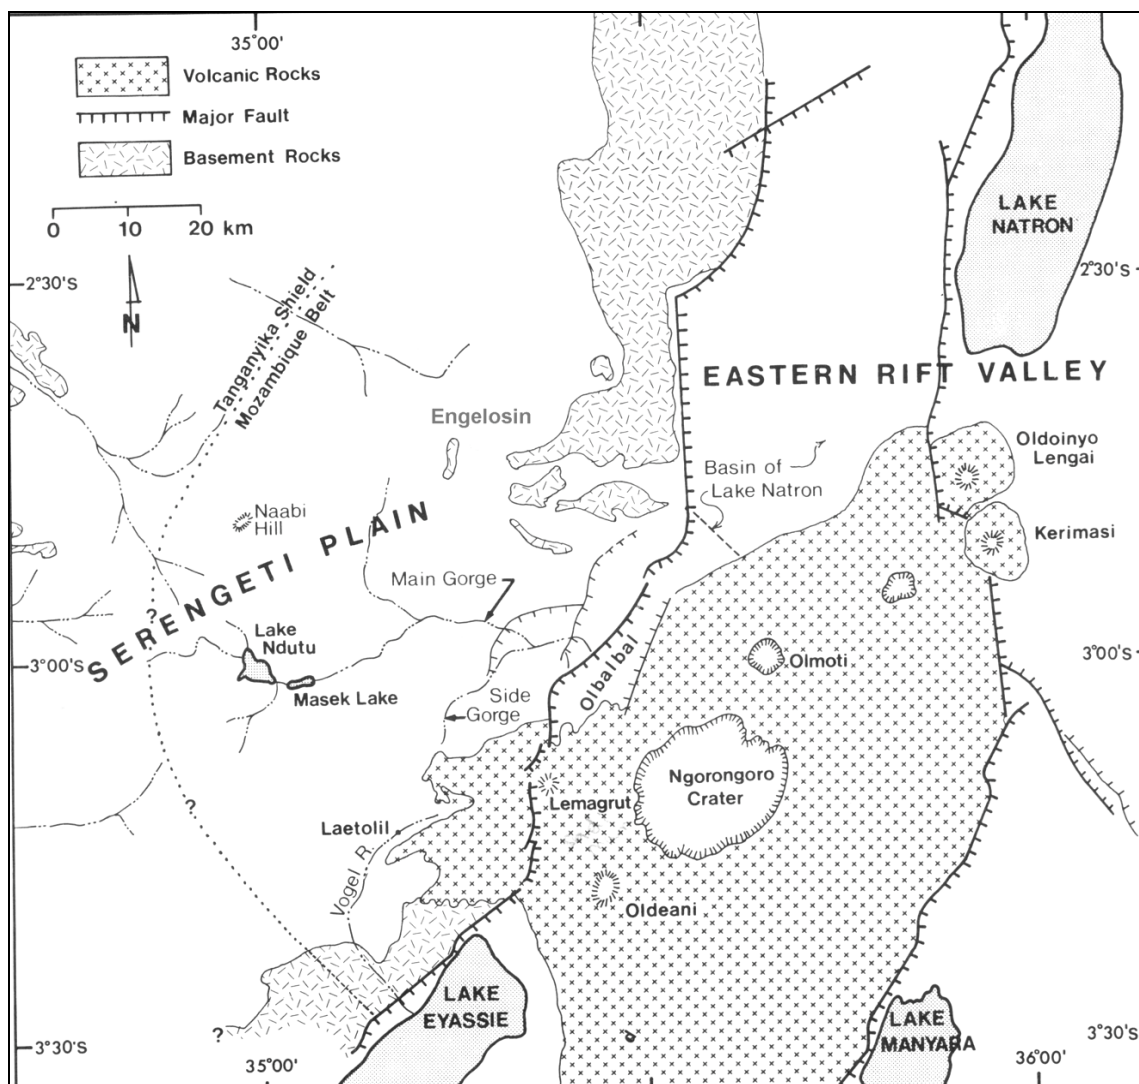 35°00'
Volcanic Rocks
Major Fault
Basement Rocks
0 10 20 km
N
2°30'S
2°30'S
LAKE
NATRON
Tanganyika Shield
Mozambique Belt
EASTERN RIFT VALLEY
Engelosin
Oldoinyo
Lengai
Basin of
Lake Natron
Naabi
Hill
Kerimasi
SERENGETI PLAIN
Main Gorge
?
Lake
Ndutu
3°00'S
3°00'S
Masek Lake
Olbalbal
Olmoti
Side
Gorge
Ngorongoro
Crater
Lemagrut
?
Laetolil
Vogel R.
Oldeani
LAKE
EYASSIE
LAKE
MANYARA
?
d
3°30'S
3°30'S
35°00'
36°00'